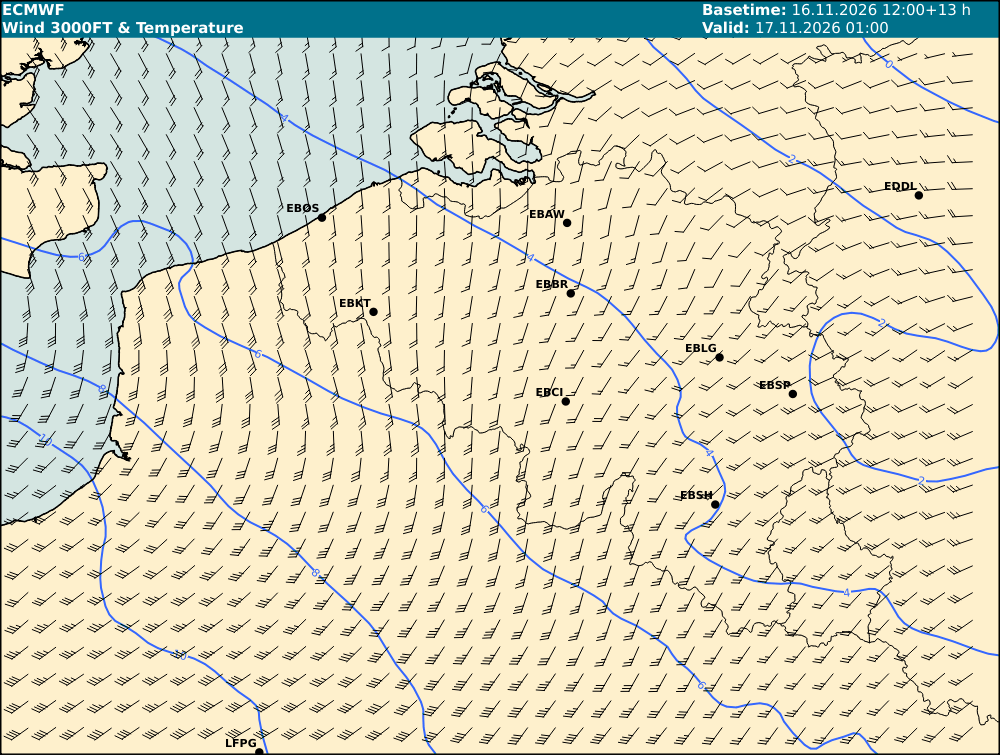 ECMWF
Wind 3000FT & Temperature
Basetime: 16.11.2026 12:00+13 h
Valid: 17.11.2026 01:00
0
4
2
EDDL
EBOS
EBAW
6
4
EBBR
EBKT
2
EBLG
6
EBSP
8
EBCI
10
4
2
EBSH
6
8
4
10
6
LFPG